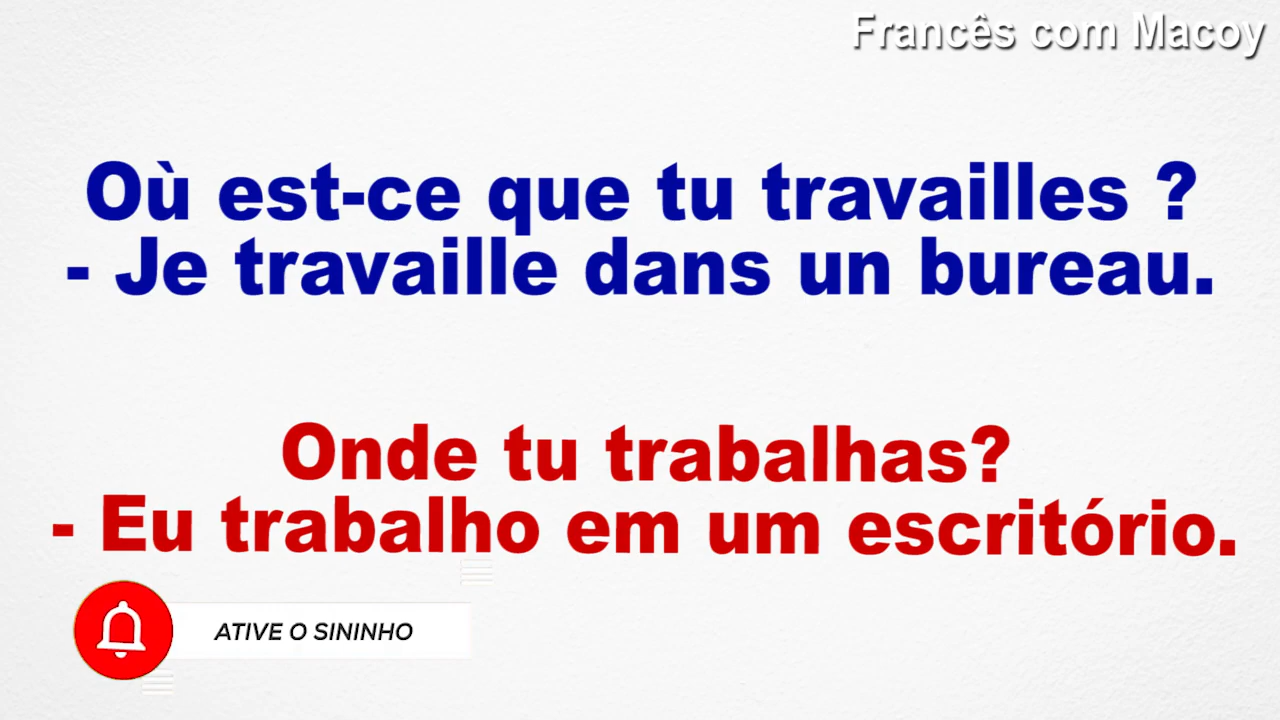 Francês com Macoy
Où est-ce que tu travailles ?
- Je travaille dans un bureau.
Onde tu trabalhas?
- Eu trabalho em um escritório.
ATIVE O SININHO